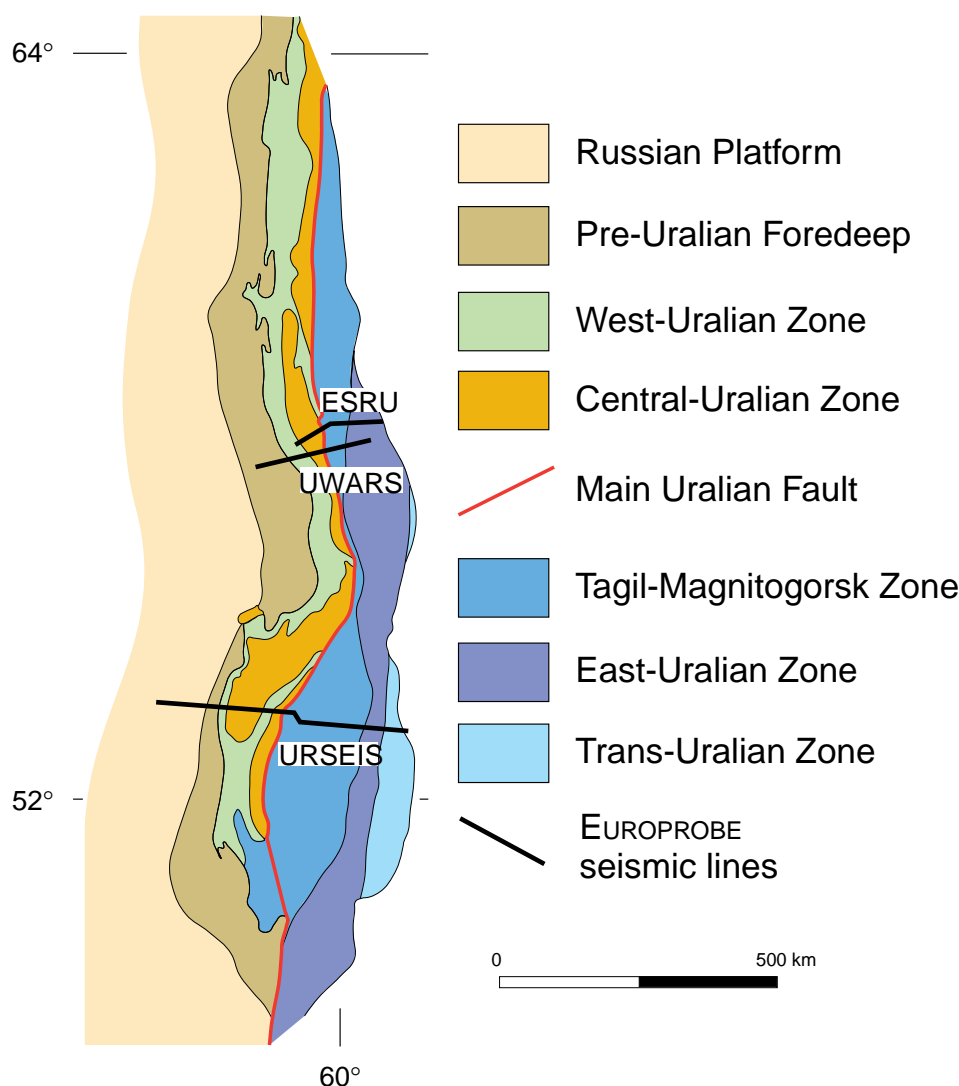 64°
Russian Platform
Pre-Uralian Foredeep
West-Uralian Zone
Central-Uralian Zone
ESRU
UWARS
Main Uralian Fault
Tagil-Magnitogorsk Zone
East-Uralian Zone
Trans-Uralian Zone
URSEIS
52°
EUROPROBE
seismic lines
0 500 km
60°